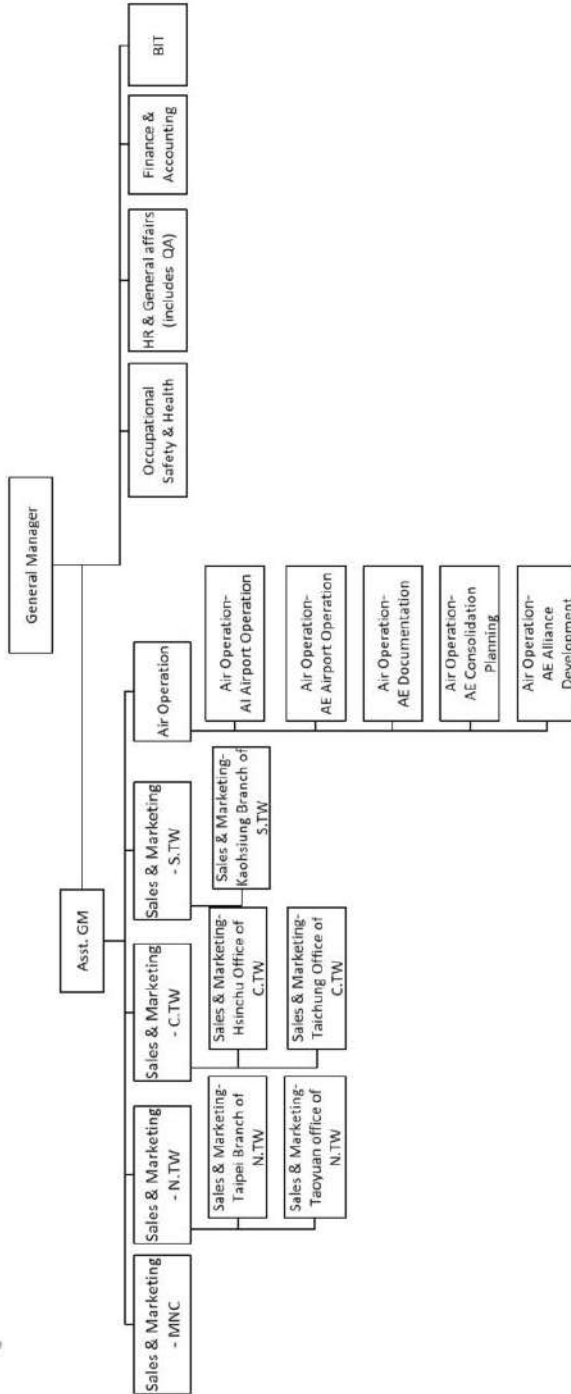 General Manager
Asst. GM
Sales & Marketing
- MNC
Sales & Marketing
- N.TW
Sales & Marketing
- C.TW
Sales & Marketing
- S.TW
Air Operation
Occupational
Safety & Health
HR & General affairs
(includes QA)
Finance &
Accounting
BIT
Sales & Marketing-
Taipei Branch of
N.TW
Sales & Marketing-
Taoyuan office of
N.TW
Sales & Marketing-
Hsinchu Office of
C.TW
Sales & Marketing-
Taichung Office of
C.TW
Sales & Marketing-
Kaohsiung Branch of
S.TW
Air Operation-
AI Airport Operation
Air Operation-
AE Airport Operation
Air Operation-
AE Documentation
Air Operation-
AE Consolidation
Planning
Air Operation-
AE Alliance
Development